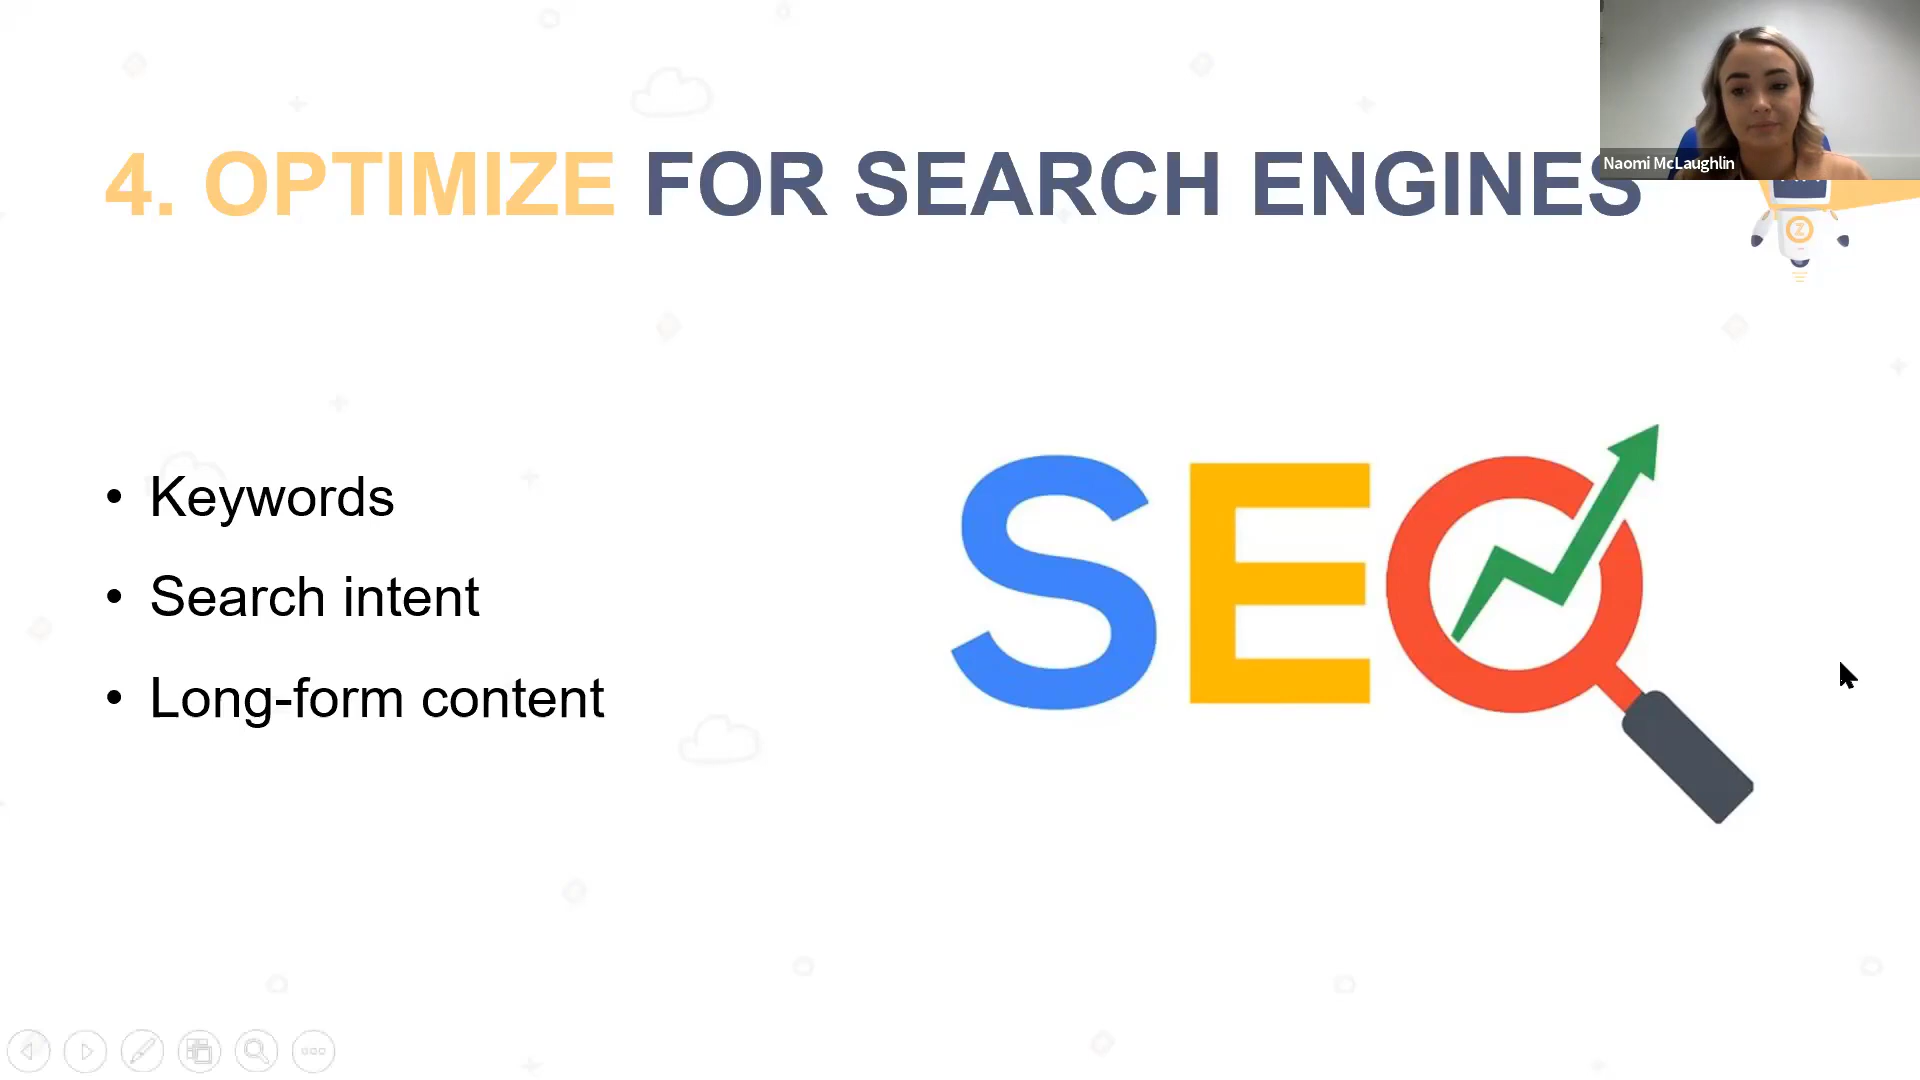 4. OPTIMIZE FOR SEARCH ENGINES
Naomi McLaughlin
Z
• Keywords
• Search intent
• Long-form content
SEO